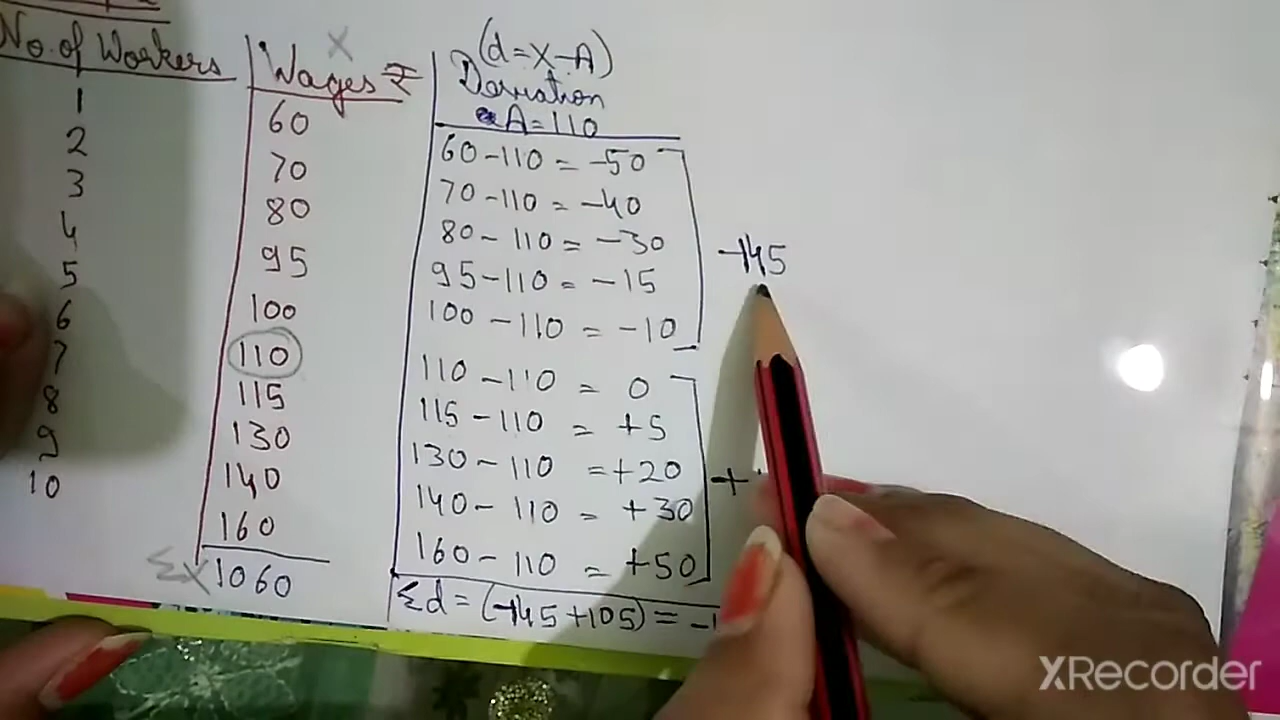 No. of Workers
1
2
3
4
5
6
7
8
9
10
X
Wages ₹
60
70
80
95
100
110
115
130
140
160
Σx 1060
(d=X-A)
Deviation
A=110
60-110 = -50
70-110 = -40
80-110 = -30
95-110 = -15
100-110 = -10
110-110 = 0
115-110 = +5
130-110 =+20
140-110 = +30
160-110 = +50
Σd = (-145+105) = -
-145
+
XRecorder